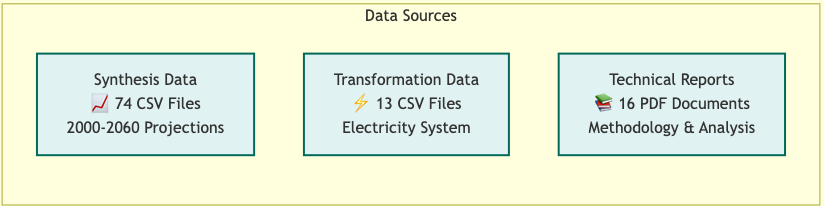 Data Sources
Synthesis Data
📈 74 CSV Files
2000-2060 Projections
Transformation Data
⚡ 13 CSV Files
Electricity System
Technical Reports
📚 16 PDF Documents
Methodology & Analysis